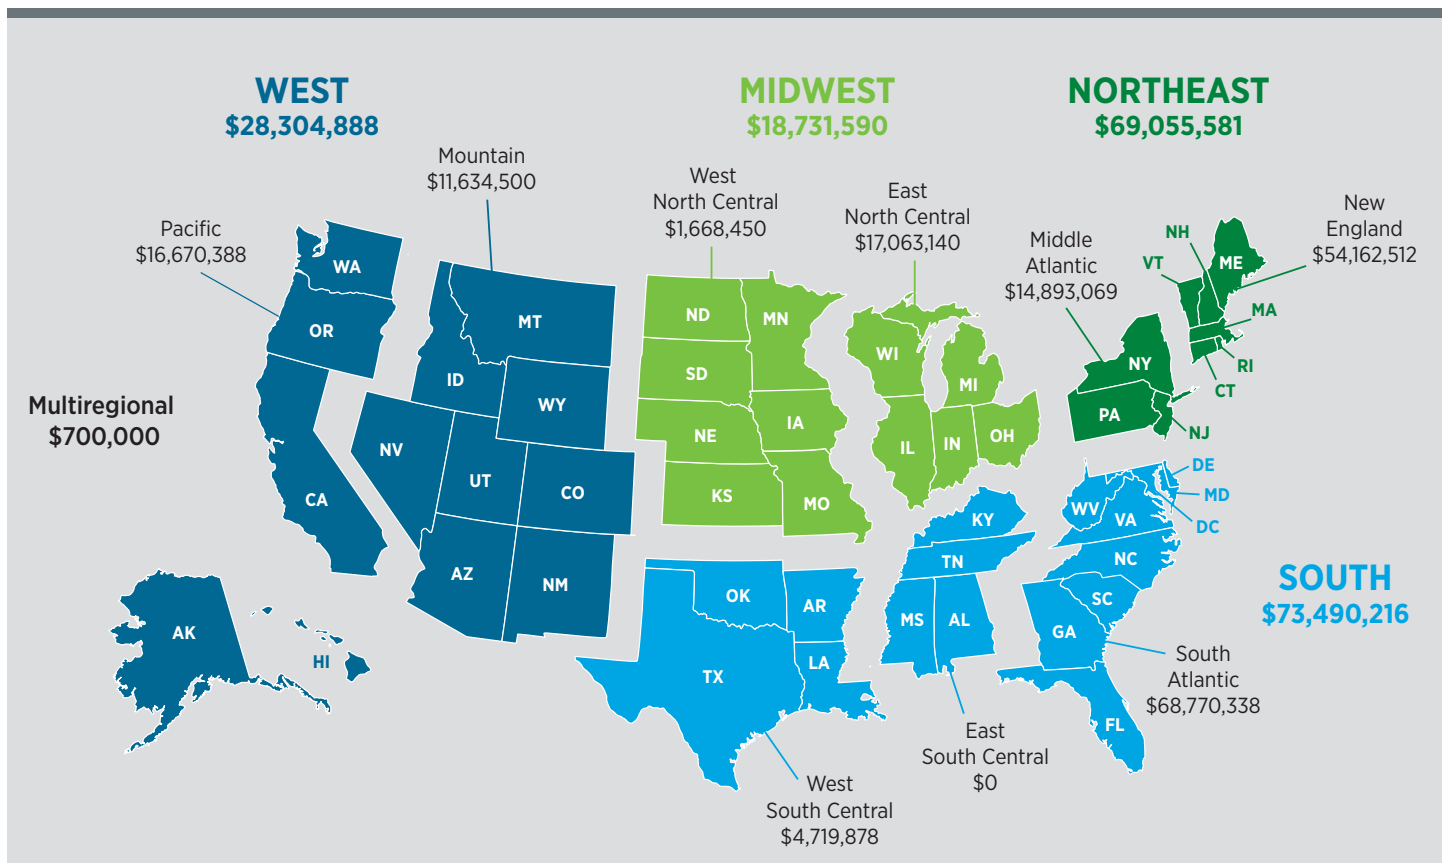 WEST
$28,304,888
MIDWEST
$18,731,590
NORTHEAST
$69,055,581
Mountain
$11,634,500
Pacific
$16,670,388
West
North Central
$1,668,450
East
North Central
$17,063,140
Middle
Atlantic
$14,893,069
New
England
$54,162,512
Multiregional
$700,000
WA
OR
CA
NV
ID
MT
WY
UT
CO
AZ
NM
AK
HI
ND
SD
NE
KS
MN
IA
MO
WI
MI
IL
IN
OH
NH
VT
ME
MA
RI
CT
NY
PA
NJ
DE
MD
DC
WV
VA
KY
TN
NC
SC
GA
FL
MS
AL
OK
AR
TX
LA
SOUTH
$73,490,216
South
Atlantic
$68,770,338
East
South Central
$0
West
South Central
$4,719,878